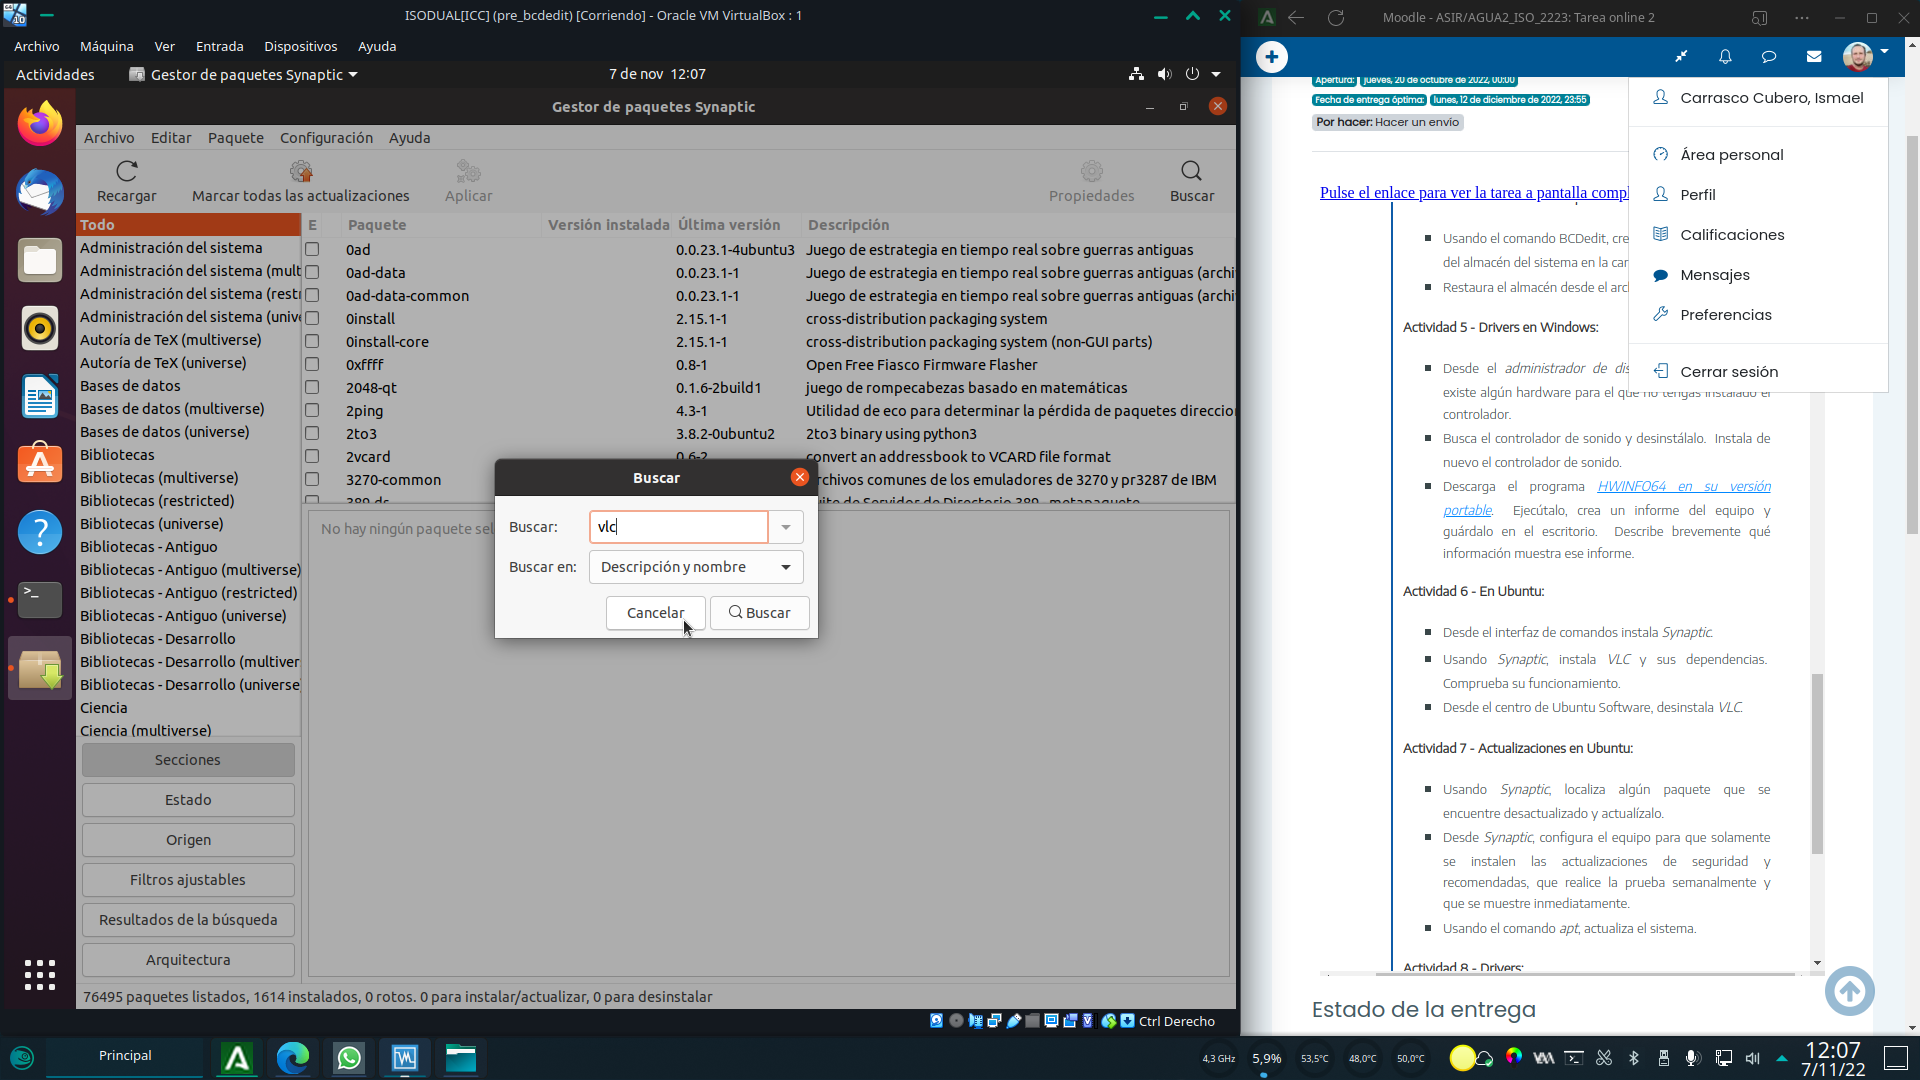 ISODUAL[ICC] (pre_bcdedit) [Corriendo] - Oracle VM VirtualBox : 1
Archivo Máquina Ver Entrada Dispositivos Ayuda
Actividades Gestor de paquetes Synaptic 7 de nov 12:07
Gestor de paquetes Synaptic
Archivo Editar Paquete Configuración Ayuda
Recargar Marcar todas las actualizaciones Aplicar Propiedades Buscar
Todo
Administración del sistema
Administración del sistema (mult
Administración del sistema (restr
Administración del sistema (unive
Autoría de TeX (multiverse)
Autoría de TeX (universe)
Bases de datos
Bases de datos (multiverse)
Bases de datos (universe)
Bibliotecas
Bibliotecas (multiverse)
Bibliotecas (restricted)
Bibliotecas (universe)
Bibliotecas - Antiguo
Bibliotecas - Antiguo (multiverse)
Bibliotecas - Antiguo (restricted)
Bibliotecas - Antiguo (universe)
Bibliotecas - Desarrollo
Bibliotecas - Desarrollo (multiver
Bibliotecas - Desarrollo (universe
Ciencia
Ciencia (multiverse)
Secciones
Estado
Origen
Filtros ajustables
Resultados de la búsqueda
Arquitectura
E Paquete Versión instalada Última versión Descripción
0ad 0.0.23.1-4ubuntu3 Juego de estrategia en tiempo real sobre guerras antiguas
0ad-data 0.0.23.1-1 Juego de estrategia en tiempo real sobre guerras antiguas (archi
0ad-data-common 0.0.23.1-1 Juego de estrategia en tiempo real sobre guerras antiguas (archi
0install 2.15.1-1 cross-distribution packaging system
0install-core 2.15.1-1 cross-distribution packaging system (non-GUI parts)
0xffff 0.8-1 Open Free Fiasco Firmware Flasher
2048-qt 0.1.6-2build1 juego de rompecabezas basado en matemáticas
2ping 4.3-1 Utilidad de eco para determinar la pérdida de paquetes direccio
2to3 3.8.2-0ubuntu2 2to3 binary using python3
2vcard 0.6-2 convert an addressbook to VCARD file format
3270-common archivos comunes de los emuladores de 3270 y pr3287 de IBM
389-ds suite de Servidor de Directorio 389 - metapaquete
No hay ningún paquete sel
Buscar
Buscar: vlc
Buscar en: Descripción y nombre
Cancelar Buscar
76495 paquetes listados, 1614 instalados, 0 rotos. 0 para instalar/actualizar, 0 para desinstalar
Ctrl Derecho
Moodle - ASIR/AGUA2_ISO_2223: Tarea online 2
Apertura: jueves, 20 de octubre de 2022, 00:00
Fecha de entrega óptima: lunes, 12 de diciembre de 2022, 23:55
Por hacer: Hacer un envío
Carrasco Cubero, Ismael
Área personal
Perfil
Calificaciones
Mensajes
Preferencias
Cerrar sesión
Pulse el enlace para ver la tarea a pantalla compl
Usando el comando BCDedit, cre
del almacén del sistema en la car
Restaura el almacén desde el arc
Actividad 5 - Drivers en Windows:
Desde el administrador de dis
existe algún hardware para el que no tengas instalado el
controlador.
Busca el controlador de sonido y desinstálalo. Instala de
nuevo el controlador de sonido.
Descarga el programa HWINFO64 en su versión
portable. Ejecútalo, crea un informe del equipo y
guárdalo en el escritorio. Describe brevemente qué
información muestra ese informe.
Actividad 6 - En Ubuntu:
Desde el interfaz de comandos instala Synaptic.
Usando Synaptic, instala VLC y sus dependencias.
Comprueba su funcionamiento.
Desde el centro de Ubuntu Software, desinstala VLC.
Actividad 7 - Actualizaciones en Ubuntu:
Usando Synaptic, localiza algún paquete que se
encuentre desactualizado y actualízalo.
Desde Synaptic, configura el equipo para que solamente
se instalen las actualizaciones de seguridad y
recomendadas, que realice la prueba semanalmente y
que se muestre inmediatamente.
Usando el comando apt, actualiza el sistema.
Actividad 8 - Drivers:
Estado de la entrega
Principal
4,3 GHz 5,9% 53,5°C 48,0°C 50,0°C
12:07
7/11/22